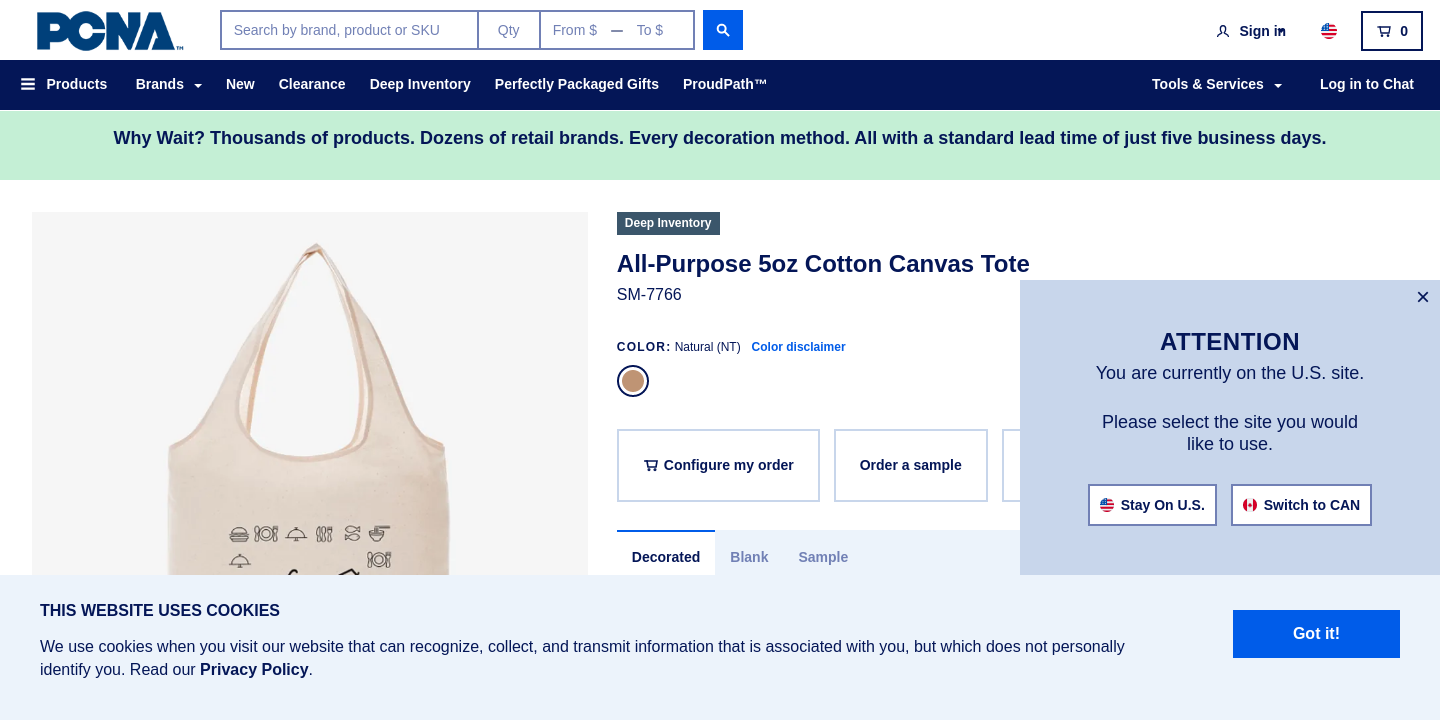 PCNA™
Search by brand, product or SKU
Qty
From $ — To $
Sign in
0
Products
Brands
New
Clearance
Deep Inventory
Perfectly Packaged Gifts
ProudPath™
Tools & Services
Log in to Chat
Why Wait? Thousands of products. Dozens of retail brands. Every decoration method. All with a standard lead time of just five business days.
Deep Inventory
All-Purpose 5oz Cotton Canvas Tote
SM-7766
COLOR: Natural (NT) Color disclaimer
Configure my order
Order a sample
Decorated
Blank
Sample
×
ATTENTION
You are currently on the U.S. site.
Please select the site you would
like to use.
Stay On U.S.
Switch to CAN
THIS WEBSITE USES COOKIES
We use cookies when you visit our website that can recognize, collect, and transmit information that is associated with you, but which does not personally
identify you. Read our Privacy Policy.
Got it!